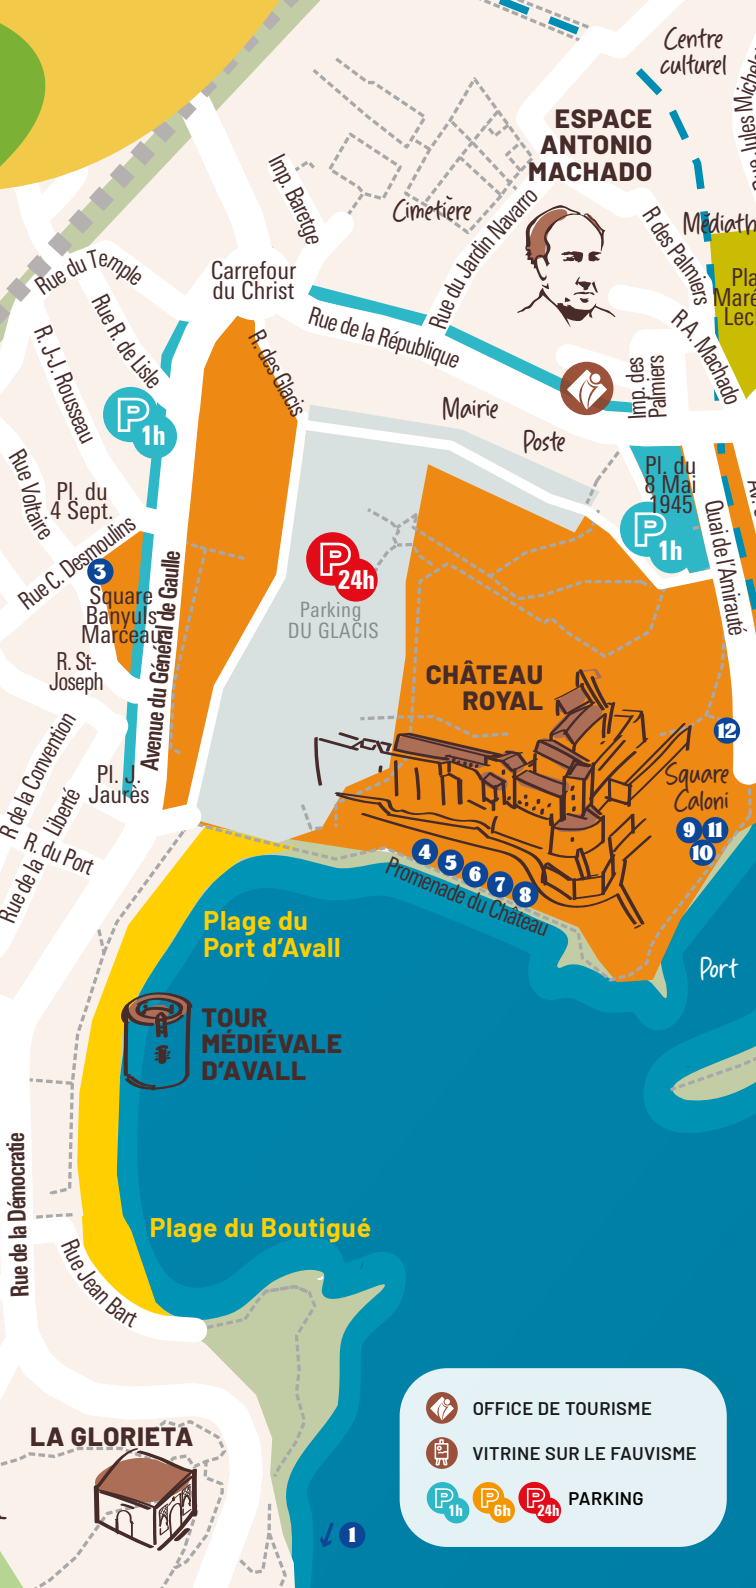 Centre
culturel
Jules Michelet
ESPACE
ANTONIO
MACHADO
Imp. Baretge
Cimetière
Rue du Jardin Navarro
R des Palmiers
Médiath
Rue du Temple
Carrefour
du Christ
Pla
Maré
Lecl
Rue R. de Lisle
R. J-J. Rousseau
R. des Glacis
Rue de la République
R A. Machado
Imp. des
Palmiers
P
1h
Mairie
Poste
Rue Voltaire
Pl. du
4 Sept.
Pl. du
8 Mai
1945
P
1h
Quai de l'Amirauté
Av.
Rue C. Desmoulins
3
Square
Banyuls
Marceau
P
24h
Parking
DU GLACIS
Avenue du Général de Gaulle
R. St-
Joseph
CHÂTEAU
ROYAL
12
R de la Convention
Pl. J.
Jaurès
Square
Caloni
9 11
10
Rue de la Liberté
R. du Port
4 5 6 7 8
Promenade du Château
Plage du
Port d'Avall
Port
TOUR
MÉDIÉVALE
D'AVALL
Rue de la Démocratie
Plage du Boutigué
Rue Jean Bart
LA GLORIETA
OFFICE DE TOURISME
VITRINE SUR LE FAUVISME
P 1h P 6h P 24h PARKING
1